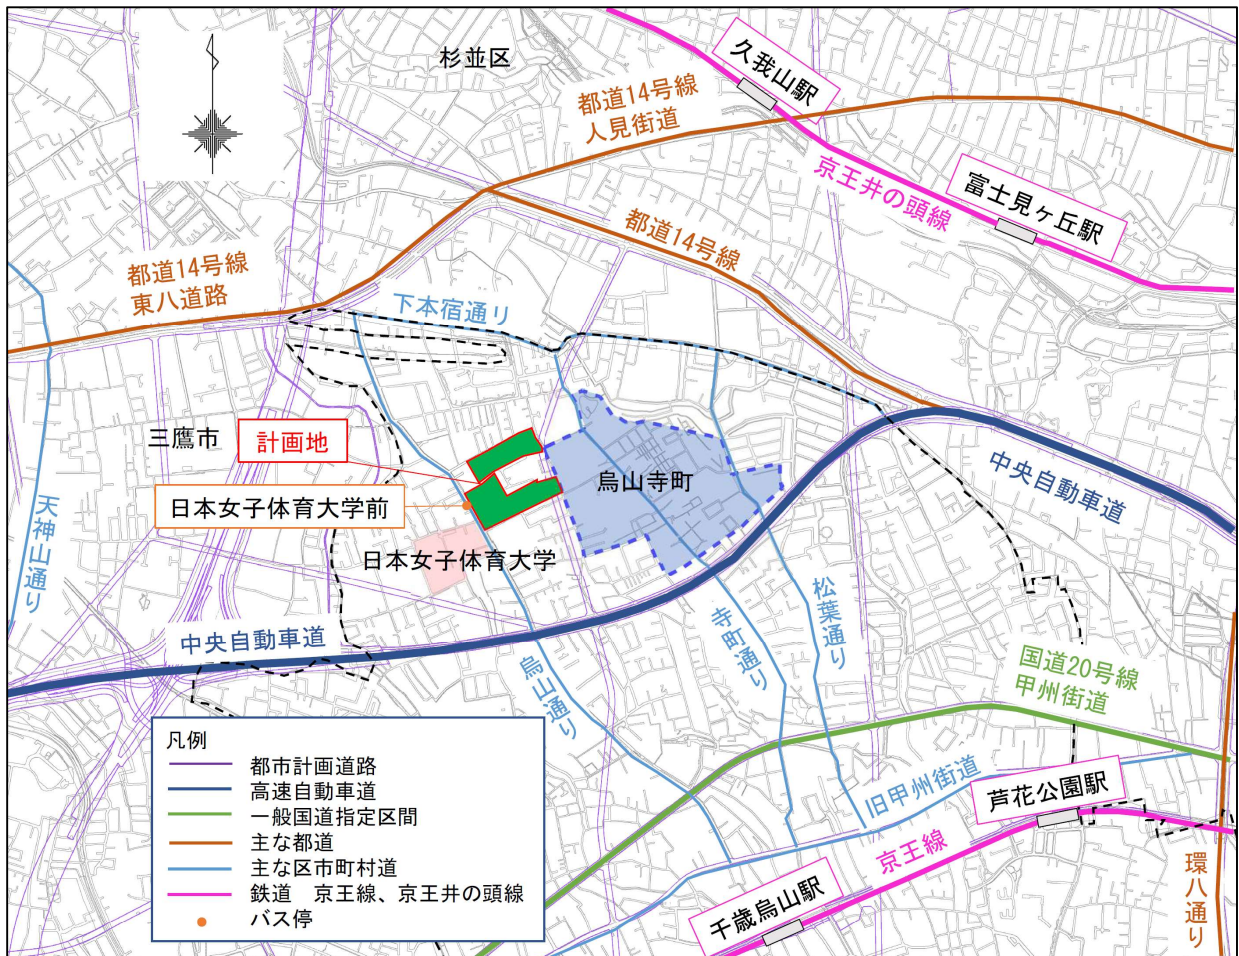 杉並区
久我山駅
都道14号線
人見街道
京王井の頭線
富士見ヶ丘駅
都道14号線
都道14号線
東八道路
下本宿通り
三鷹市
計画地
烏山寺町
日本女子体育大学前
日本女子体育大学
中央自動車道
天神山通り
中央自動車道
烏山通り
寺町通り
松葉通り
国道20号線
甲州街道
旧甲州街道
芦花公園駅
京王線
千歳烏山駅
環八通り
凡例
都市計画道路
高速自動車道
一般国道指定区間
主な都道
主な区市町村道
鉄道　京王線、京王井の頭線
バス停